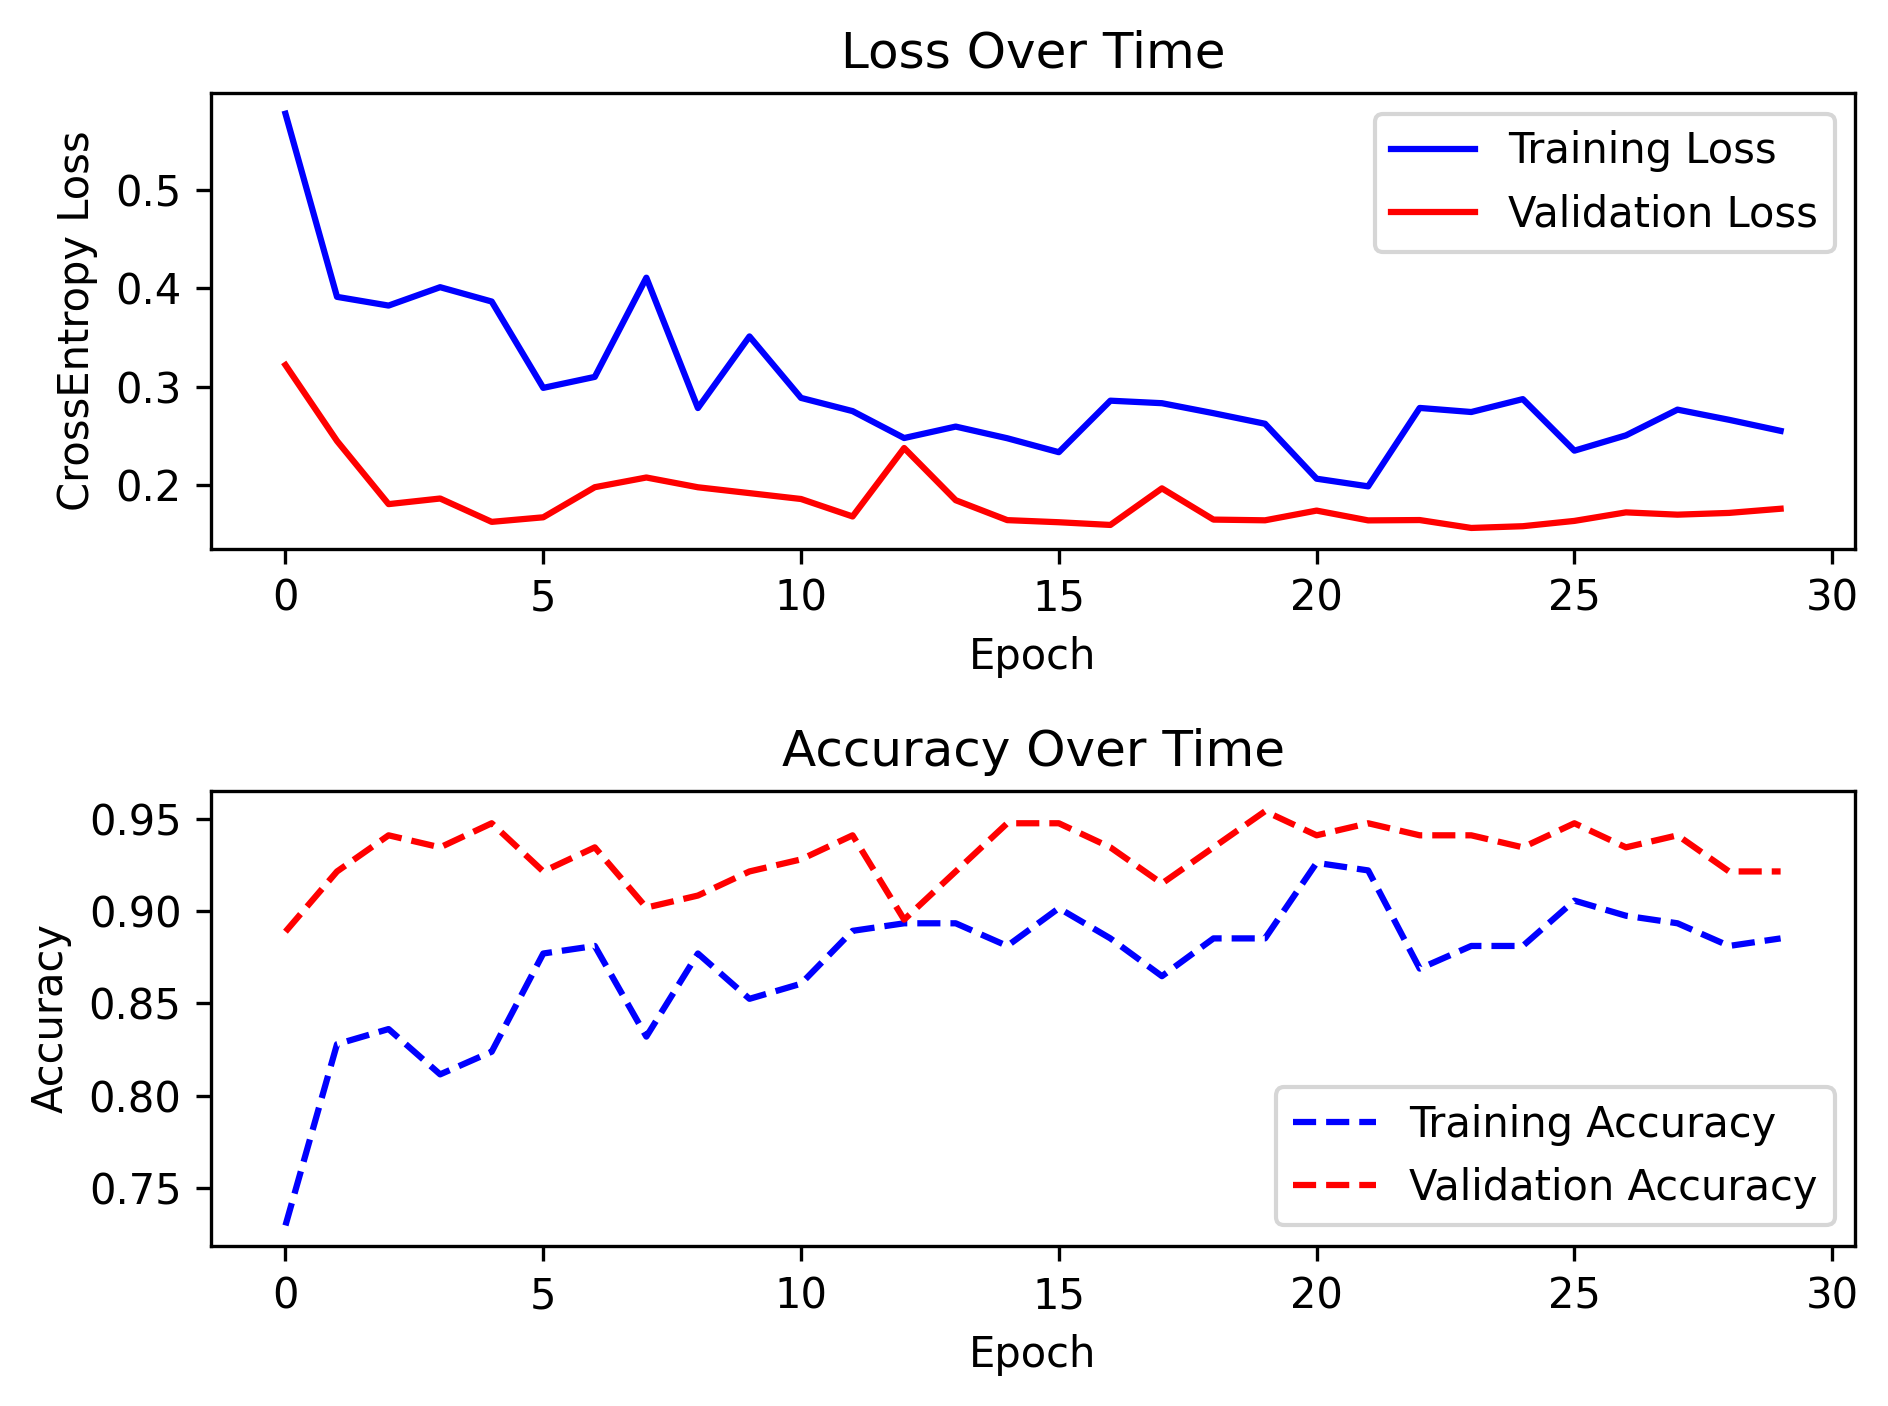 Loss Over Time
CrossEntropy Loss
0.5
0.4
0.3
0.2
Training Loss
Validation Loss
0 5 10 15 20 25 30
Epoch
Accuracy Over Time
Accuracy
0.95
0.90
0.85
0.80
0.75
Training Accuracy
Validation Accuracy
0 5 10 15 20 25 30
Epoch